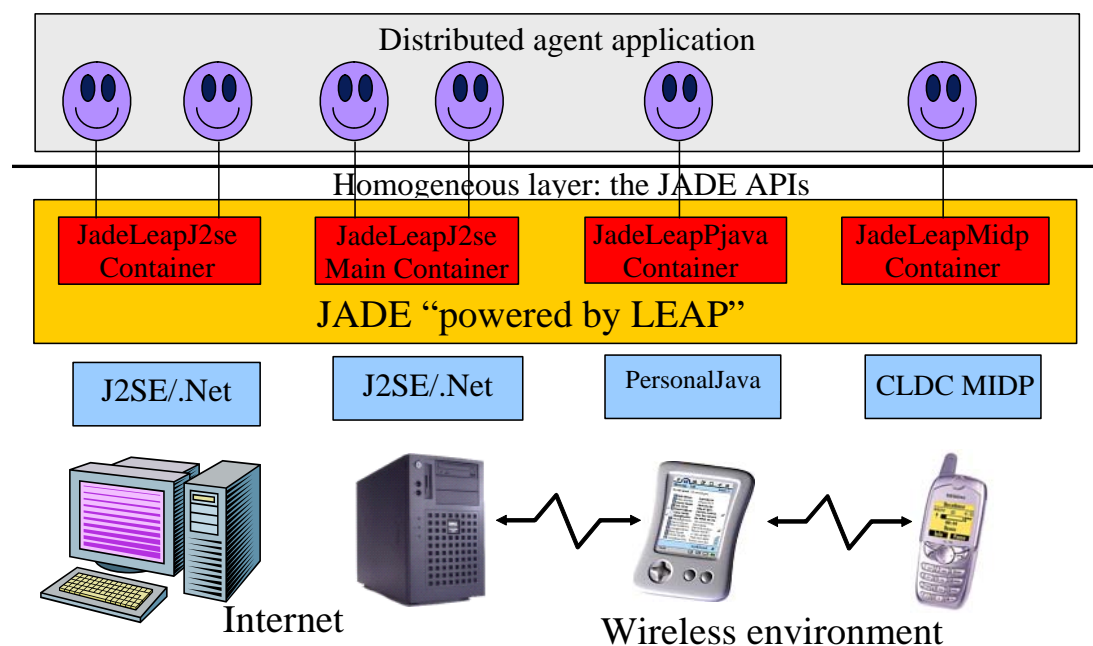 Distributed agent application
Homogeneous layer: the JADE APIs
JadeLeapJ2se
Container
JadeLeapJ2se
Main Container
JadeLeapPjava
Container
JadeLeapMidp
Container
JADE “powered by LEAP”
J2SE/.Net
J2SE/.Net
PersonalJava
CLDC MIDP
SIEMENS
Internet
Wireless environment